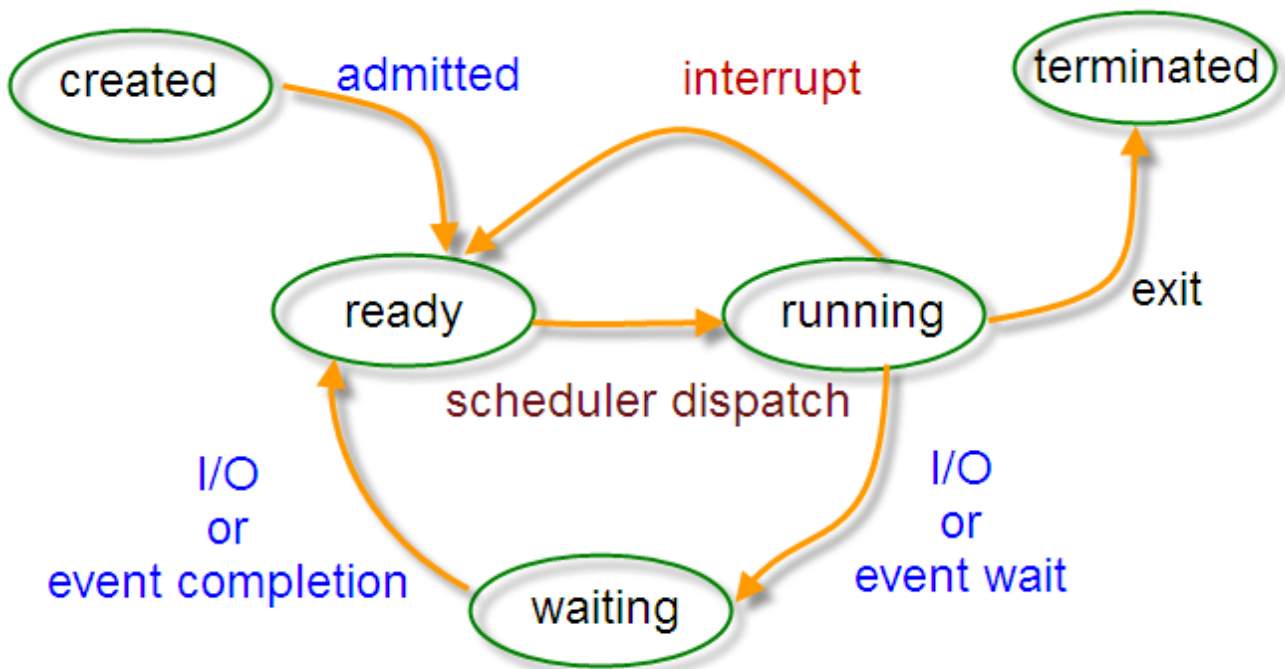 created
admitted
interrupt
terminated
ready
running
exit
scheduler dispatch
I/O
or
event completion
I/O
or
event wait
waiting